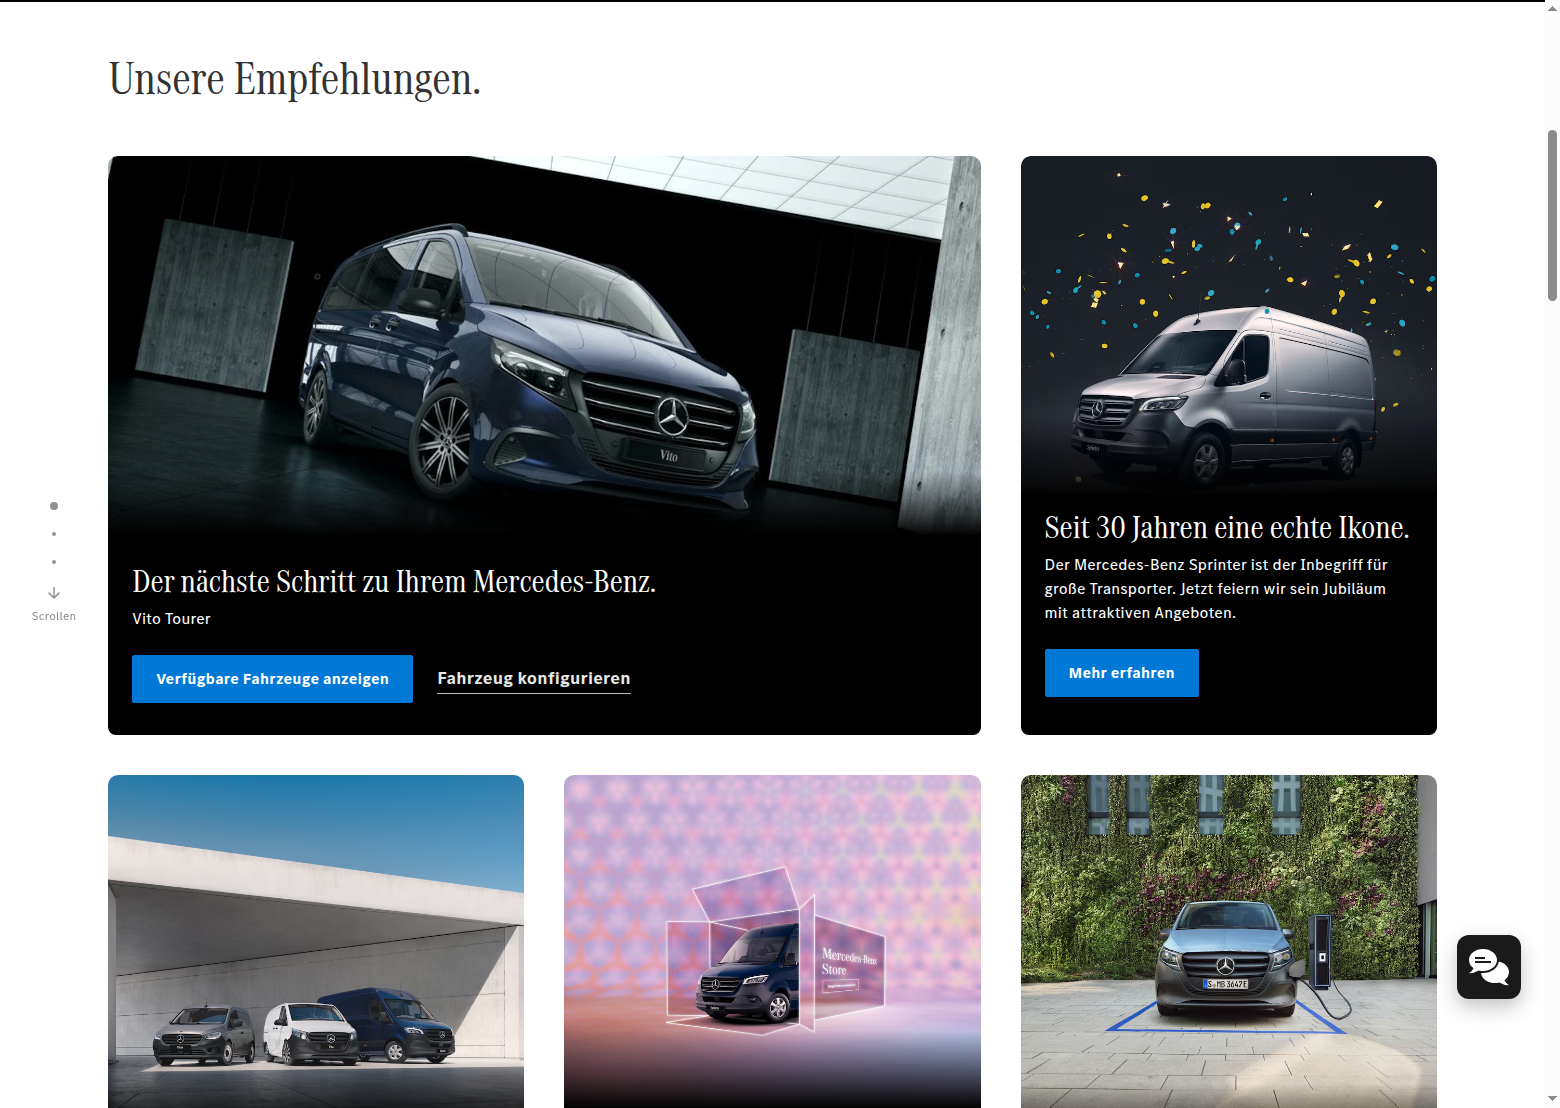 Unsere Empfehlungen.
Vito
Der nächste Schritt zu Ihrem Mercedes-Benz.
Vito Tourer
Verfügbare Fahrzeuge anzeigen
Fahrzeug konfigurieren
Seit 30 Jahren eine echte Ikone.
Der Mercedes-Benz Sprinter ist der Inbegriff für
große Transporter. Jetzt feiern wir sein Jubiläum
mit attraktiven Angeboten.
Mehr erfahren
Scrollen
Mercedes-Benz
Store
S MB 3647E